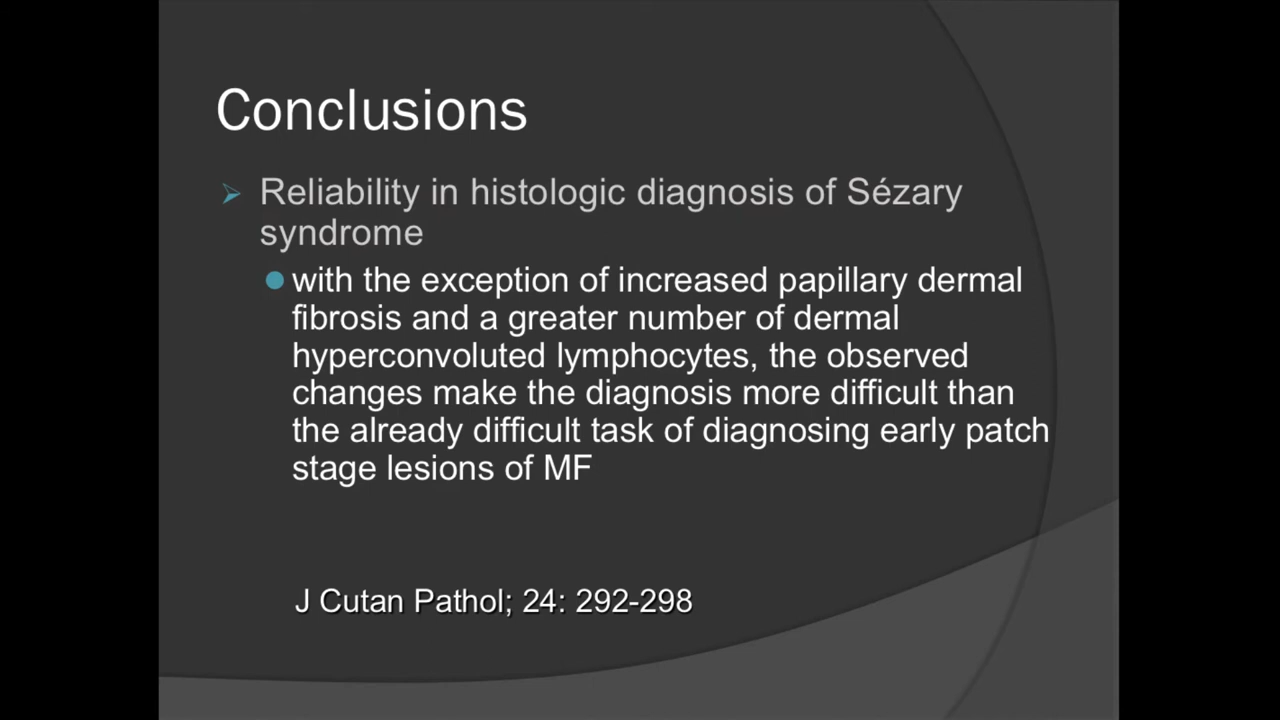 Conclusions
Reliability in histologic diagnosis of Sézary
syndrome
with the exception of increased papillary dermal
fibrosis and a greater number of dermal
hyperconvoluted lymphocytes, the observed
changes make the diagnosis more difficult than
the already difficult task of diagnosing early patch
stage lesions of MF
J Cutan Pathol; 24: 292-298